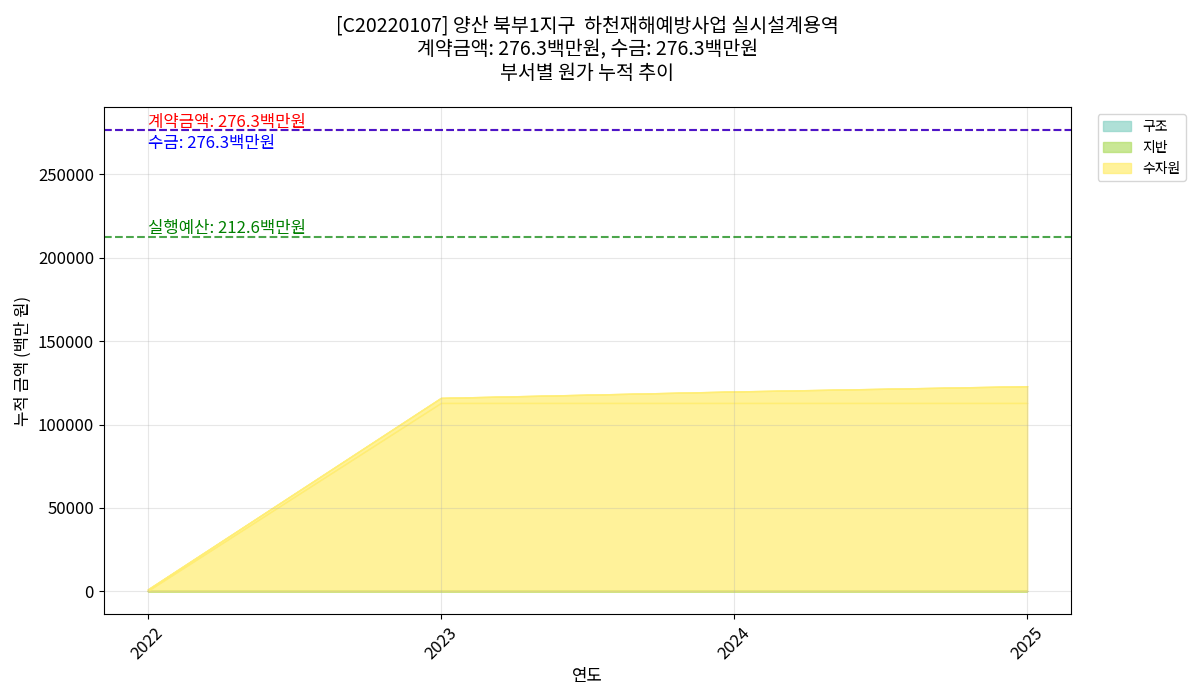 [C20220107] 양산 북부1지구  하천재해예방사업 실시설계용역
계약금액: 276.3백만원, 수금: 276.3백만원
부서별 원가 누적 추이
계약금액: 276.3백만원
수금: 276.3백만원
실행예산: 212.6백만원
구조
지반
수자원
누적 금액 (백만 원)
250000
200000
150000
100000
50000
0
2022
2023
2024
2025
연도